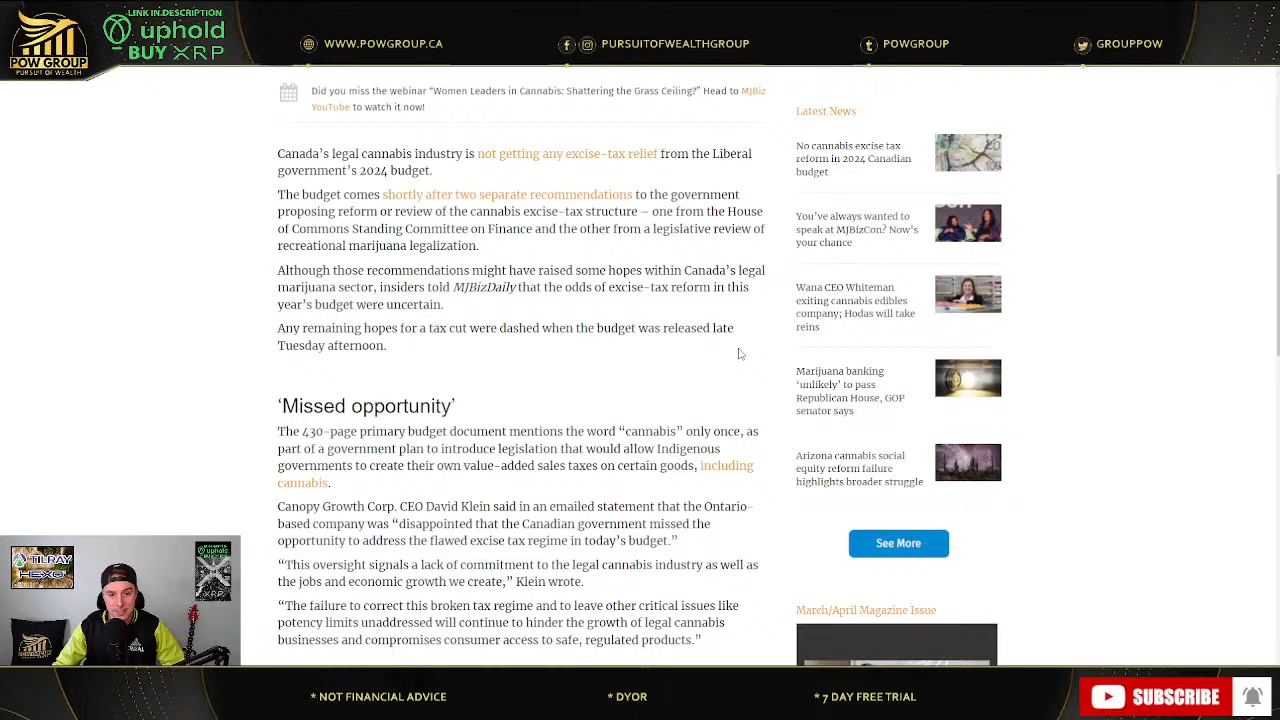 LINK IN DESCRIPTION
uphold
BUY XRP
POW GROUP
PURSUIT OF WEALTH
WWW.POWGROUP.CA
PURSUITOFWEALTHGROUP
POWGROUP
GROUPPOW
Did you miss the webinar “Women Leaders in Cannabis: Shattering the Grass Ceiling?” Head to MJBiz
YouTube to watch it now!
Canada’s legal cannabis industry is not getting any excise-tax relief from the Liberal
government’s 2024 budget.
The budget comes shortly after two separate recommendations to the government
proposing reform or review of the cannabis excise-tax structure – one from the House
of Commons Standing Committee on Finance and the other from a legislative review of
recreational marijuana legalization.
Although those recommendations might have raised some hopes within Canada’s legal
marijuana sector, insiders told MJBizDaily that the odds of excise-tax reform in this
year’s budget were uncertain.
Any remaining hopes for a tax cut were dashed when the budget was released late
Tuesday afternoon.
‘Missed opportunity’
The 430-page primary budget document mentions the word “cannabis” only once, as
part of a government plan to introduce legislation that would allow Indigenous
governments to create their own value-added sales taxes on certain goods, including
cannabis.
Canopy Growth Corp. CEO David Klein said in an emailed statement that the Ontario-
based company was “disappointed that the Canadian government missed the
opportunity to address the flawed excise tax regime in today’s budget.”
“This oversight signals a lack of commitment to the legal cannabis industry as well as
the jobs and economic growth we create,” Klein wrote.
“The failure to correct this broken tax regime and to leave other critical issues like
potency limits unaddressed will continue to hinder the growth of legal cannabis
businesses and compromises consumer access to safe, regulated products.”
Latest News
No cannabis excise tax
reform in 2024 Canadian
budget
You’ve always wanted to
speak at MJBizCon? Now’s
your chance
Wana CEO Whiteman
exiting cannabis edibles
company; Hodas will take
reins
Marijuana banking
‘unlikely’ to pass
Republican House, GOP
senator says
Arizona cannabis social
equity reform failure
highlights broader struggle
See More
March/April Magazine Issue
TILRAY
HEXO
uphold
* NOT FINANCIAL ADVICE
* DYOR
* 7 DAY FREE TRIAL
SUBSCRIBE